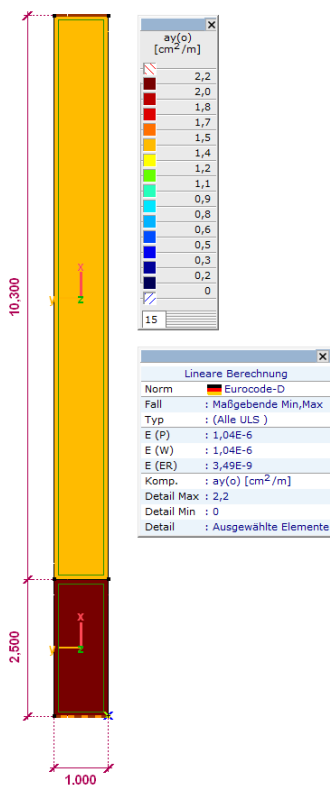 ay(o)
[cm²/m]
2,2
2,0
1,8
1,7
1,5
1,4
1,2
1,1
0,9
0,8
0,6
0,5
0,3
0,2
0
15
10,300
x
y
z
Lineare Berechnung
Norm Eurocode-D
Fall : Maßgebende Min,Max
Typ : (Alle ULS )
E (P) : 1,04E-6
E (W) : 1,04E-6
E (ER) : 3,49E-9
Komp. : ay(o) [cm²/m]
Detail Max : 2,2
Detail Min : 0
Detail : Ausgewählte Elemente
2,500
x
y
z
1,000